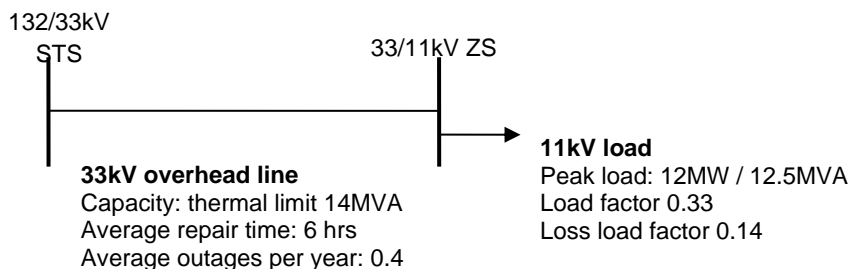 132/33kV
STS
33/11kV ZS
33kV overhead line
Capacity: thermal limit 14MVA
Average repair time: 6 hrs
Average outages per year: 0.4
11kV load
Peak load: 12MW / 12.5MVA
Load factor 0.33
Loss load factor 0.14